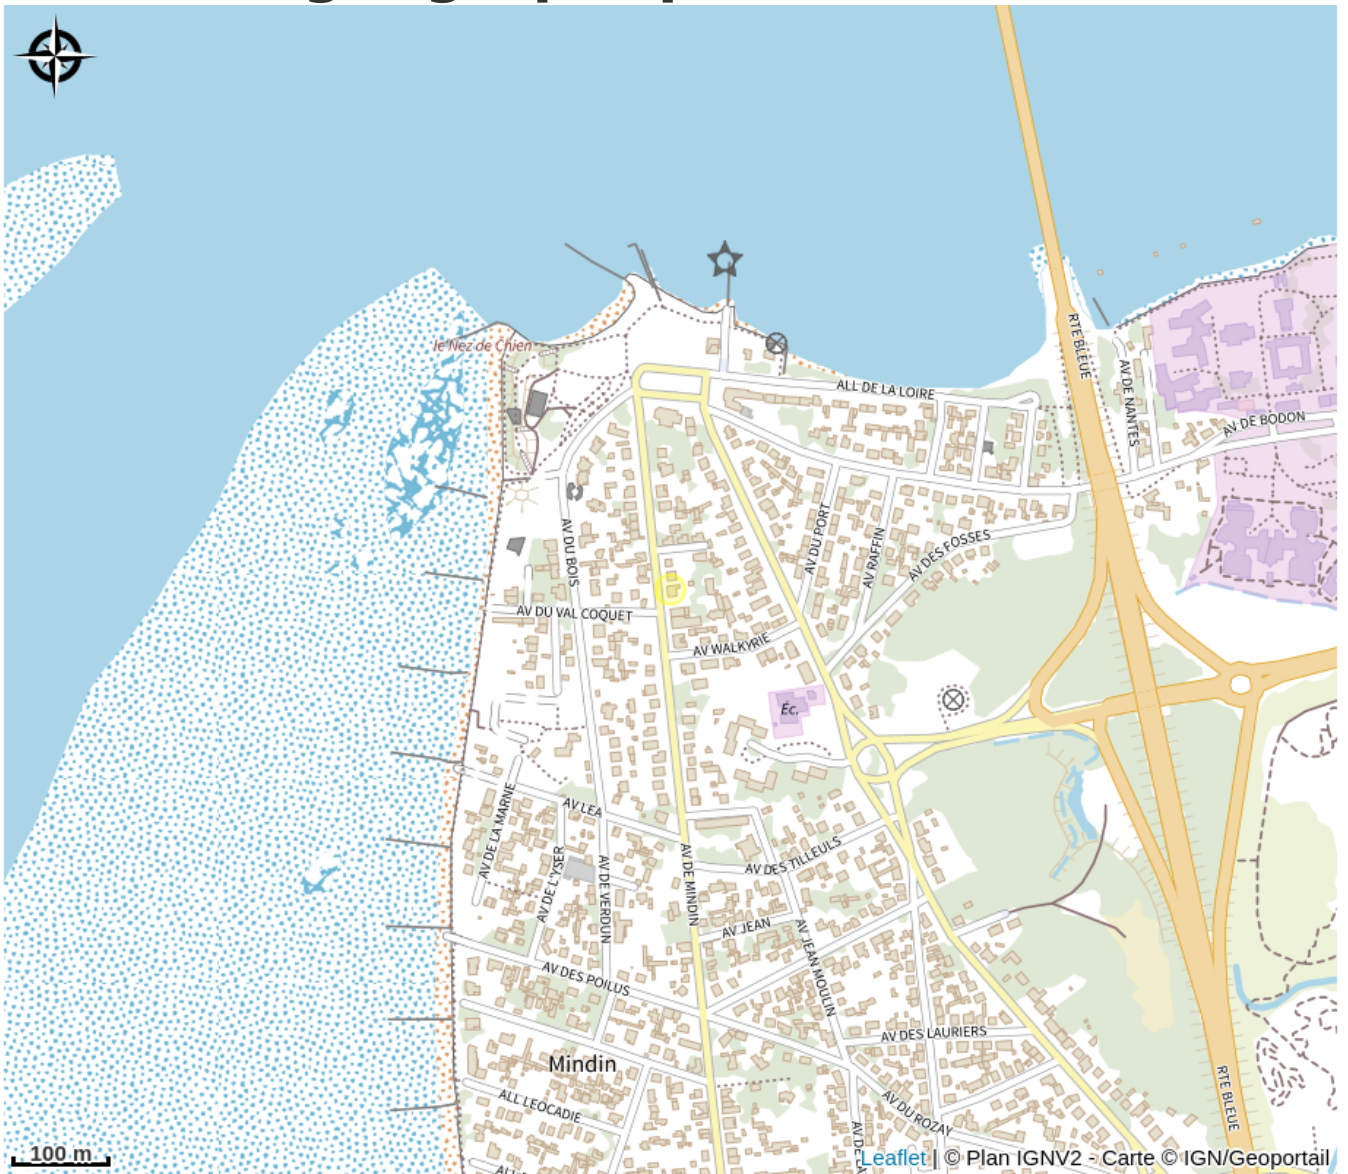 le Nez de Chien
RTE BLEUE
ALL DE LA LOIRE
AV DE NANTES
AV DE BODON
AV DU BOIS
AV DU PORT
AV RAFFIN
AV DES FOSSES
AV DU VAL COQUET
AV WALKYRIE
Éc.
AV DE LA MARNE
AV LEA
AV DE L'YSER
AV DE VERDUN
AV DE MINDIN
AV DES TILLEULS
AV JEAN
AV JEAN MOULIN
AV DES POILUS
AV DES LAURIERS
Mindin
ALL LEOCADIE
AV DU ROZAY
RTE BLEUE
100 m
Leaflet | © Plan IGNV2 - Carte © IGN/Geoportail